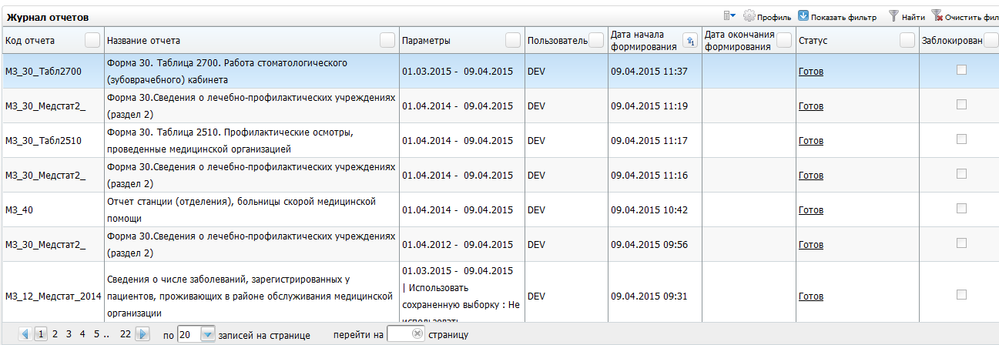 Журнал отчетов
Профиль Показать фильтр Найти Очистить фил
Код отчета Название отчета Параметры Пользователь Дата начала формирования Дата окончания формирования Статус Заблокирован
МЗ_30_Табл2700 Форма 30. Таблица 2700. Работа стоматологического
(зубоврачебного) кабинета 01.03.2015 - 09.04.2015 DEV 09.04.2015 11:37 Готов
МЗ_30_Медстат2_ Форма 30.Сведения о лечебно-профилактических учреждениях
(раздел 2) 01.04.2014 - 09.04.2015 DEV 09.04.2015 11:19 Готов
МЗ_30_Табл2510 Форма 30. Таблица 2510. Профилактические осмотры,
проведенные медицинской организацией 01.04.2014 - 09.04.2015 DEV 09.04.2015 11:17 Готов
МЗ_30_Медстат2_ Форма 30.Сведения о лечебно-профилактических учреждениях
(раздел 2) 01.04.2014 - 09.04.2015 DEV 09.04.2015 11:16 Готов
МЗ_40 Отчет станции (отделения), больницы скорой медицинской
помощи 01.04.2014 - 09.04.2015 DEV 09.04.2015 10:42 Готов
МЗ_30_Медстат2_ Форма 30.Сведения о лечебно-профилактических учреждениях
(раздел 2) 01.04.2012 - 09.04.2015 DEV 09.04.2015 09:56 Готов
МЗ_12_Медстат_2014 Сведения о числе заболеваний, зарегистрированных у
пациентов, проживающих в районе обслуживания медицинской
организации
01.03.2015 - 09.04.2015
| Использовать
сохраненную выборку : Не
использовать
DEV 09.04.2015 09:31 Готов
1 2 3 4 5 .. 22 по 20 записей на странице перейти на страницу